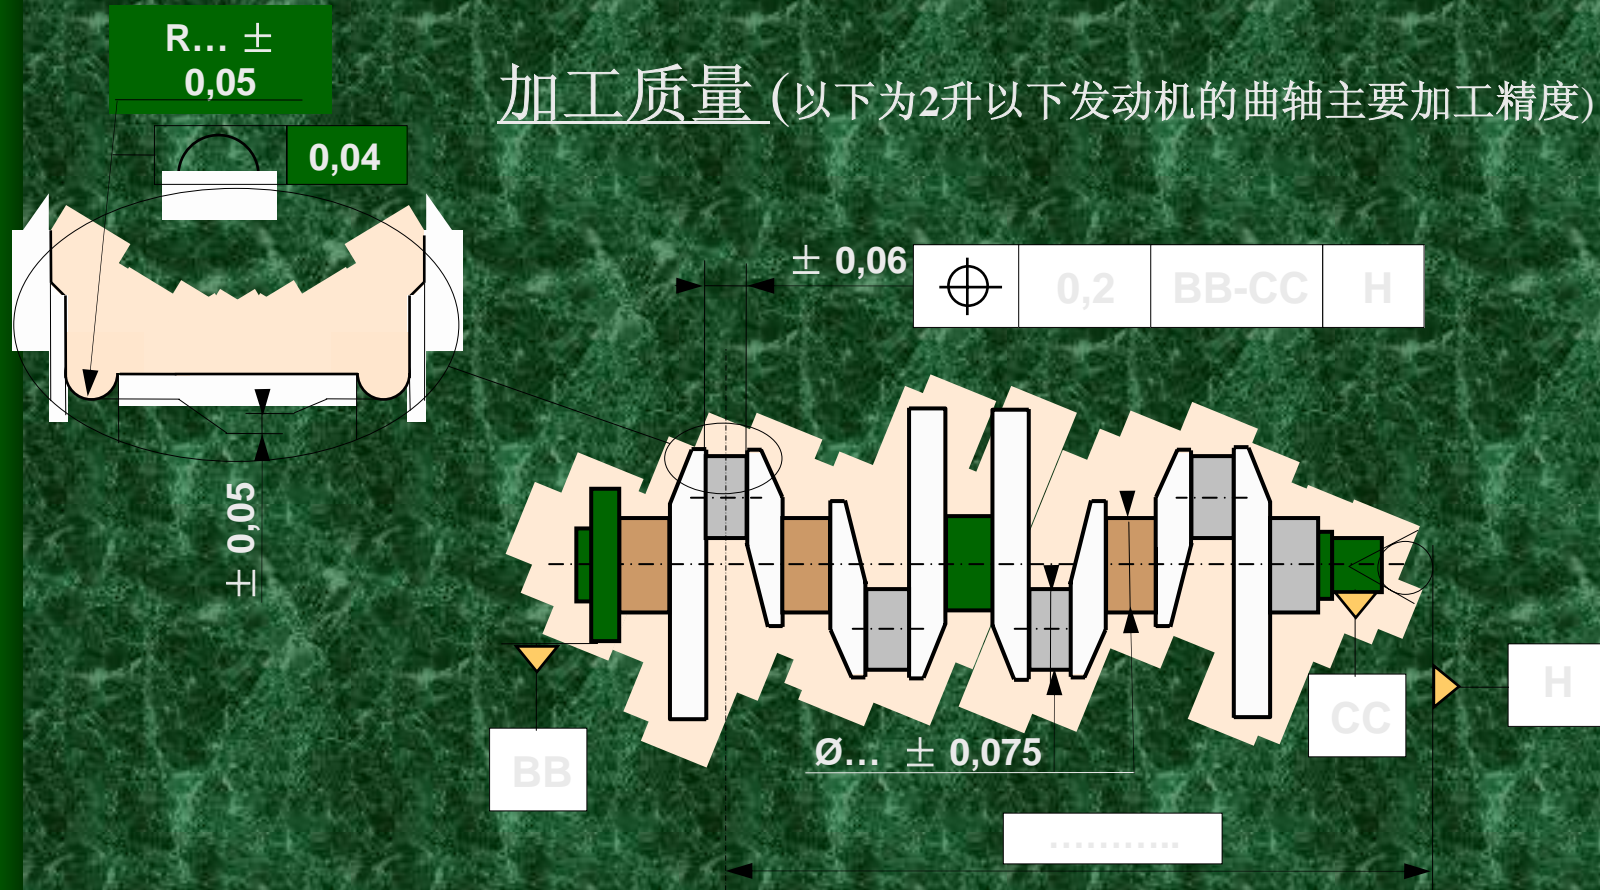 R… ±
0,05
加工质量 (以下为2升以下发动机的曲轴主要加工精度)
0,04
± 0,06
0,2 BB-CC H
± 0,05
H
CC
Ø… ± 0,075
BB
………..